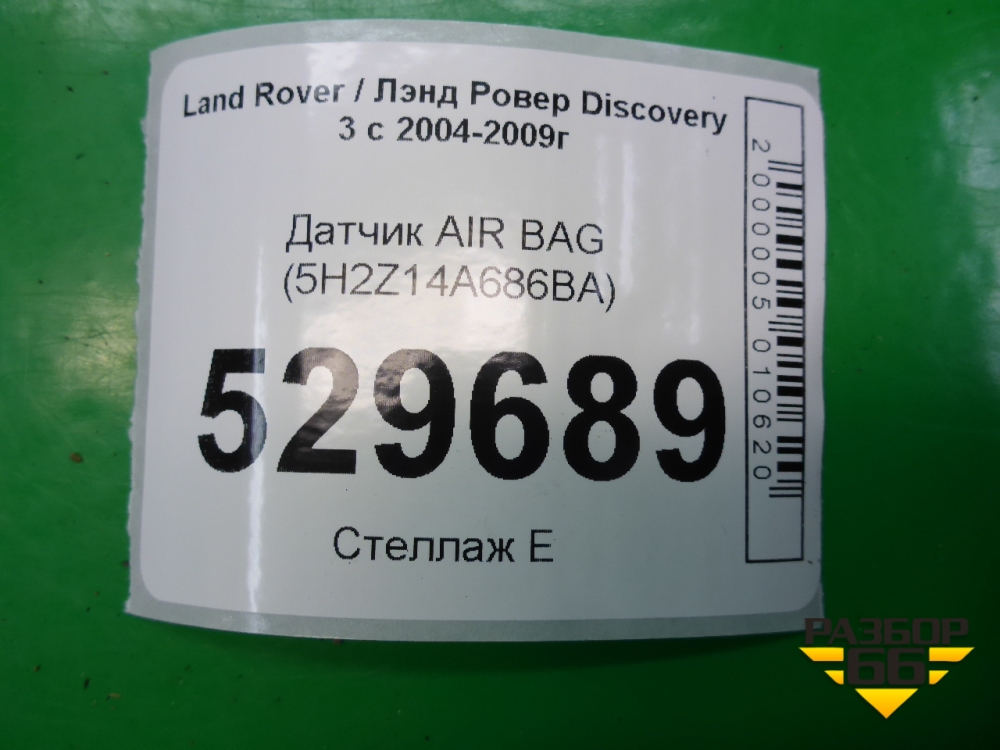 Land Rover / Лэнд Ровер Discovery
3 с 2004-2009г
Датчик AIR BAG
(5H2Z14A686BA)
529689
Стеллаж Е
2000005010620
РАЗБОР
66